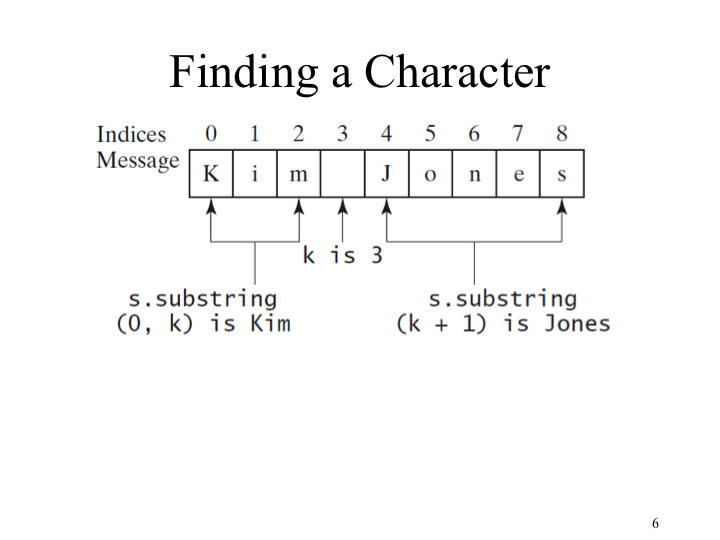 Finding a Character
Indices 0 1 2 3 4 5 6 7 8
Message K i m J o n e s
k is 3
s.substring
(0, k) is Kim
s.substring
(k + 1) is Jones
6